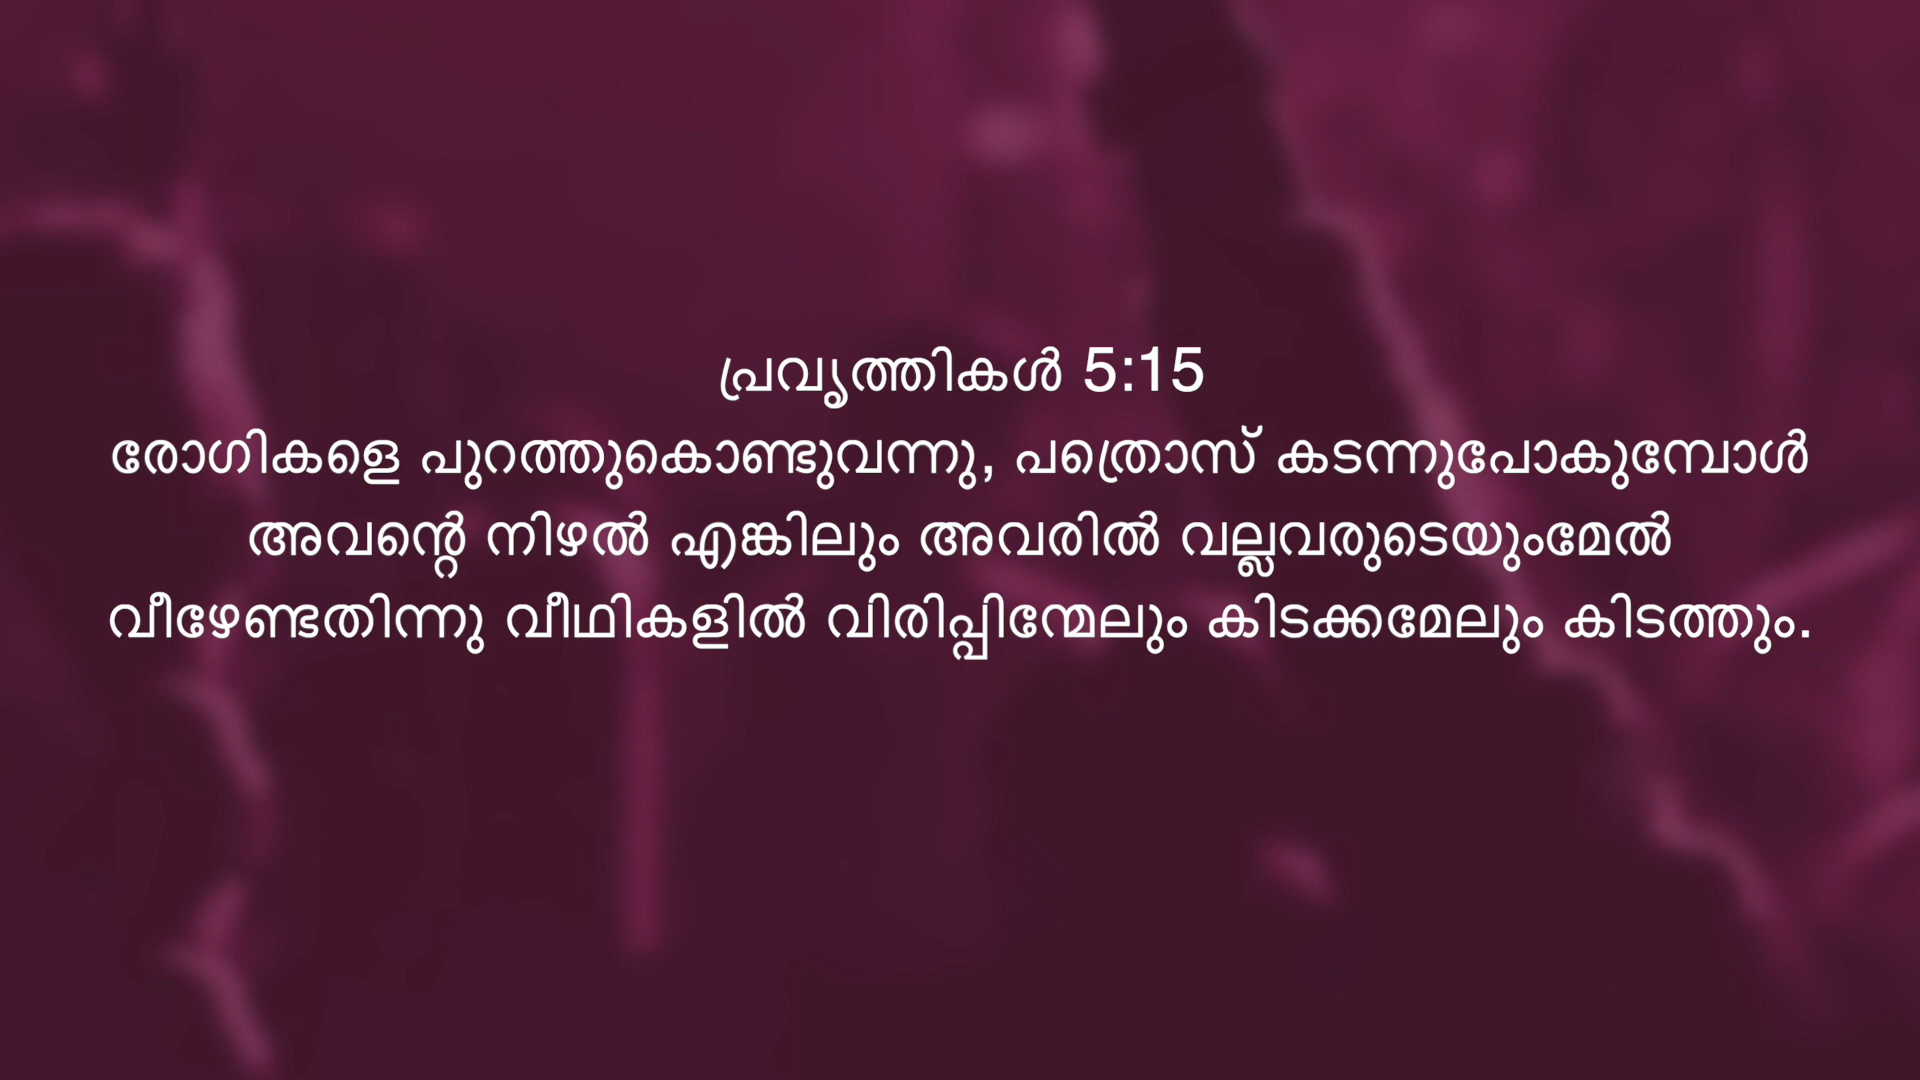 പ്രവൃത്തികൾ 5:15
രോഗികളെ പുറത്തുകൊണ്ടുവന്നു, പത്രൊസ് കടന്നുപോകുമ്പോൾ
അവന്റെ നിഴൽ എങ്കിലും അവരിൽ വല്ലവരുടെയുംമേൽ
വീഴേണ്ടതിന്നു വീഥികളിൽ വിരിപ്പിന്മേലും കിടക്കമേലും കിടത്തും.